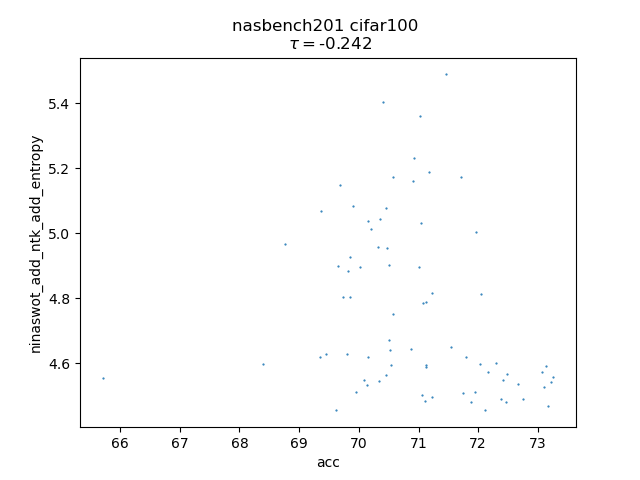 nasbench201 cifar100
τ = -0.242
5.4
5.2
5.0
4.8
4.6
ninaswot_add_ntk_add_entropy
66 67 68 69 70 71 72 73
acc